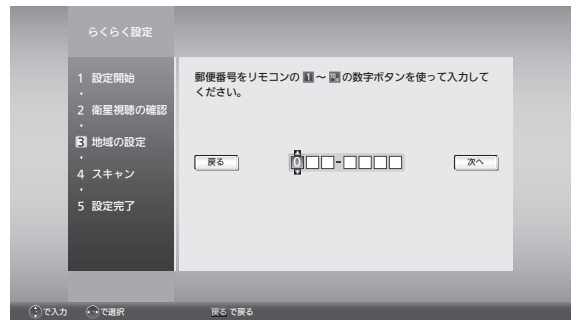 らくらく設定
1 設定開始
2 衛星視聴の確認
3 地域の設定
4 スキャン
5 設定完了
郵便番号をリモコンの 1 ～ 10 の数字ボタンを使って入力して
ください。
戻る
0
-
次へ
で入力 で選択 戻る で戻る